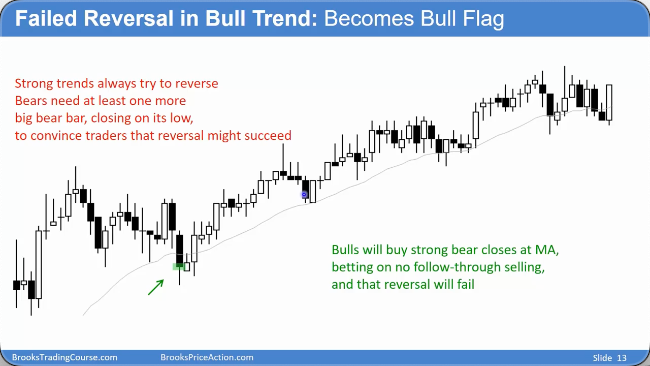 Failed Reversal in Bull Trend: Becomes Bull Flag
Strong trends always try to reverse
Bears need at least one more
big bear bar, closing on its low,
to convince traders that reversal might succeed
Bulls will buy strong bear closes at MA,
betting on no follow-through selling,
and that reversal will fail
BrooksTradingCourse.com
BrooksPriceAction.com
Slide 13